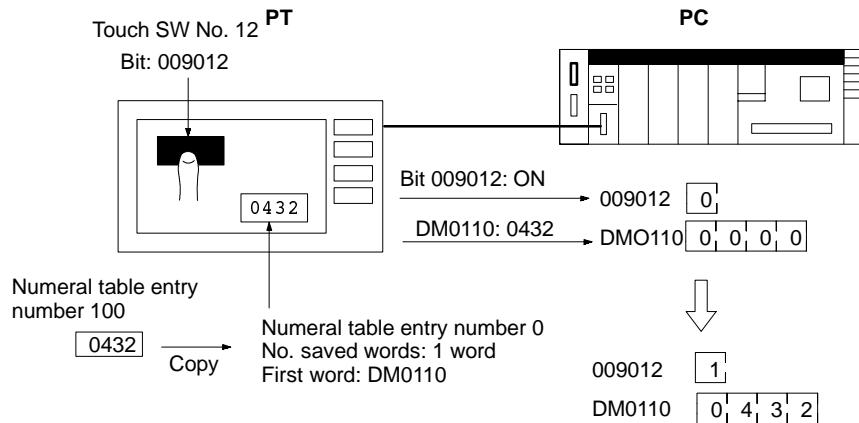 PT
PC
Touch SW No. 12
Bit: 009012
0432
Bit 009012: ON
009012 0
DM0110: 0432
DMO110 0 0 0 0
Numeral table entry
number 100
0432
Copy
Numeral table entry number 0
No. saved words: 1 word
First word: DM0110
009012 1
DM0110 0 4 3 2